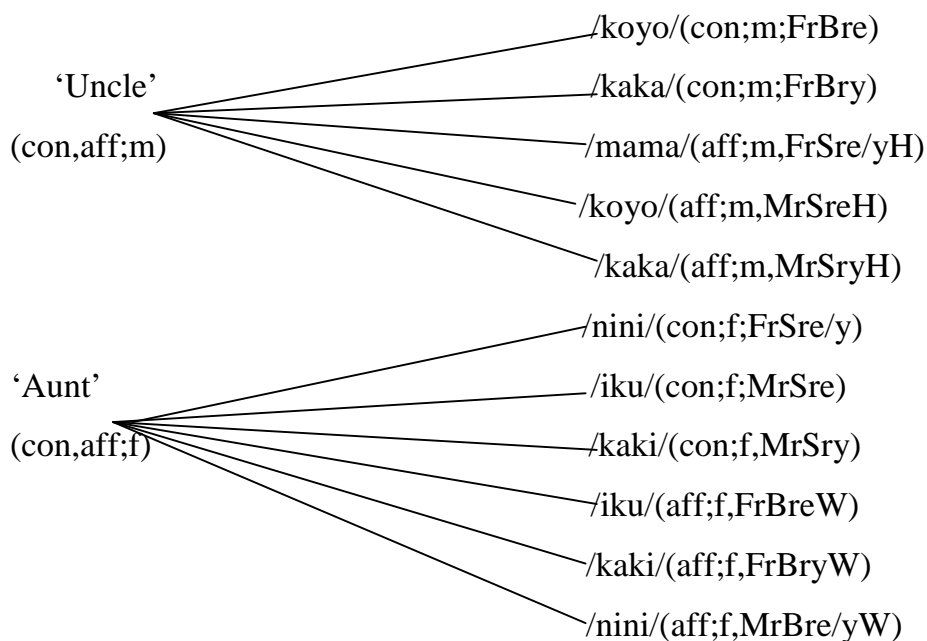 /koyo/(con;m;FrBre)
‘Uncle’
/kaka/(con;m;FrBry)
(con,aff;m)
/mama/(aff;m,FrSre/yH)
/koyo/(aff;m,MrSreH)
/kaka/(aff;m,MrSryH)
/nini/(con;f;FrSre/y)
‘Aunt’
/iku/(con;f;MrSre)
(con,aff;f)
/kaki/(con;f,MrSry)
/iku/(aff;f,FrBreW)
/kaki/(aff;f,FrBryW)
/nini/(aff;f,MrBre/yW)